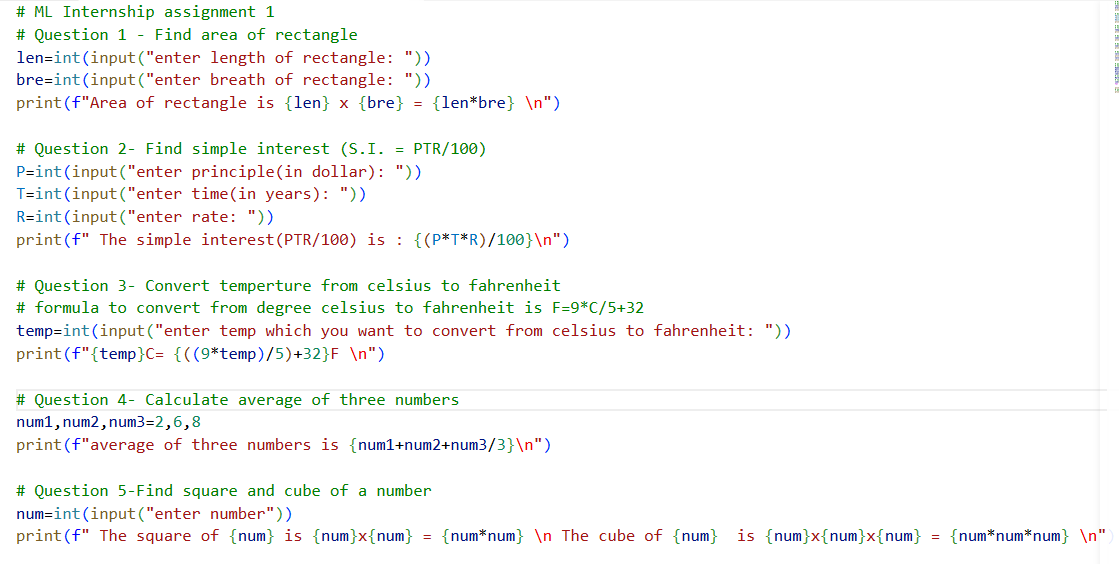 # ML Internship assignment 1
# Question 1 - Find area of rectangle
len=int(input("enter length of rectangle: "))
bre=int(input("enter breath of rectangle: "))
print(f"Area of rectangle is {len} x {bre} = {len*bre} \n")
# Question 2- Find simple interest (S.I. = PTR/100)
P=int(input("enter principle(in dollar): "))
T=int(input("enter time(in years): "))
R=int(input("enter rate: "))
print(f" The simple interest(PTR/100) is : {(P*T*R)/100}\n")
# Question 3- Convert temperture from celsius to fahrenheit
# formula to convert from degree celsius to fahrenheit is F=9*C/5+32
temp=int(input("enter temp which you want to convert from celsius to fahrenheit: "))
print(f"{temp}C= {((9*temp)/5)+32}F \n")
# Question 4- Calculate average of three numbers
num1,num2,num3=2,6,8
print(f"average of three numbers is {num1+num2+num3/3}\n")
# Question 5-Find square and cube of a number
num=int(input("enter number"))
print(f" The square of {num} is {num}x{num} = {num*num} \n The cube of {num}  is {num}x{num}x{num} = {num*num*num} \n")